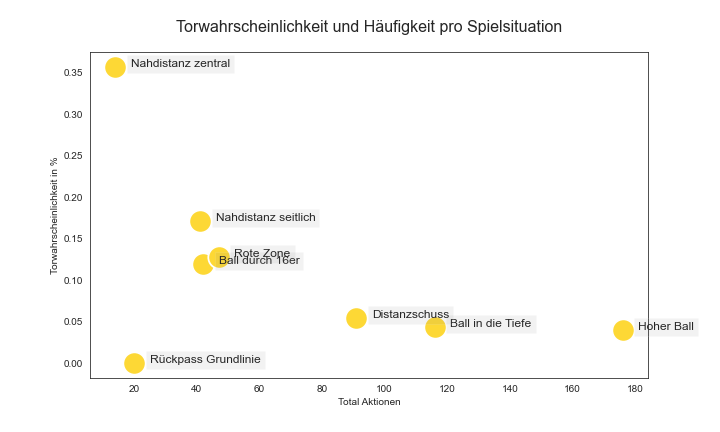 Torwahrscheinlichkeit und Häufigkeit pro Spielsituation
Torwahrscheinlichkeit in %
0.35
0.30
0.25
0.20
0.15
0.10
0.05
0.00
Nahdistanz zentral
Nahdistanz seitlich
Rote Zone
Ball durch 16er
Distanzschuss
Ball in die Tiefe
Hoher Ball
Rückpass Grundlinie
20 40 60 80 100 120 140 160 180
Total Aktionen